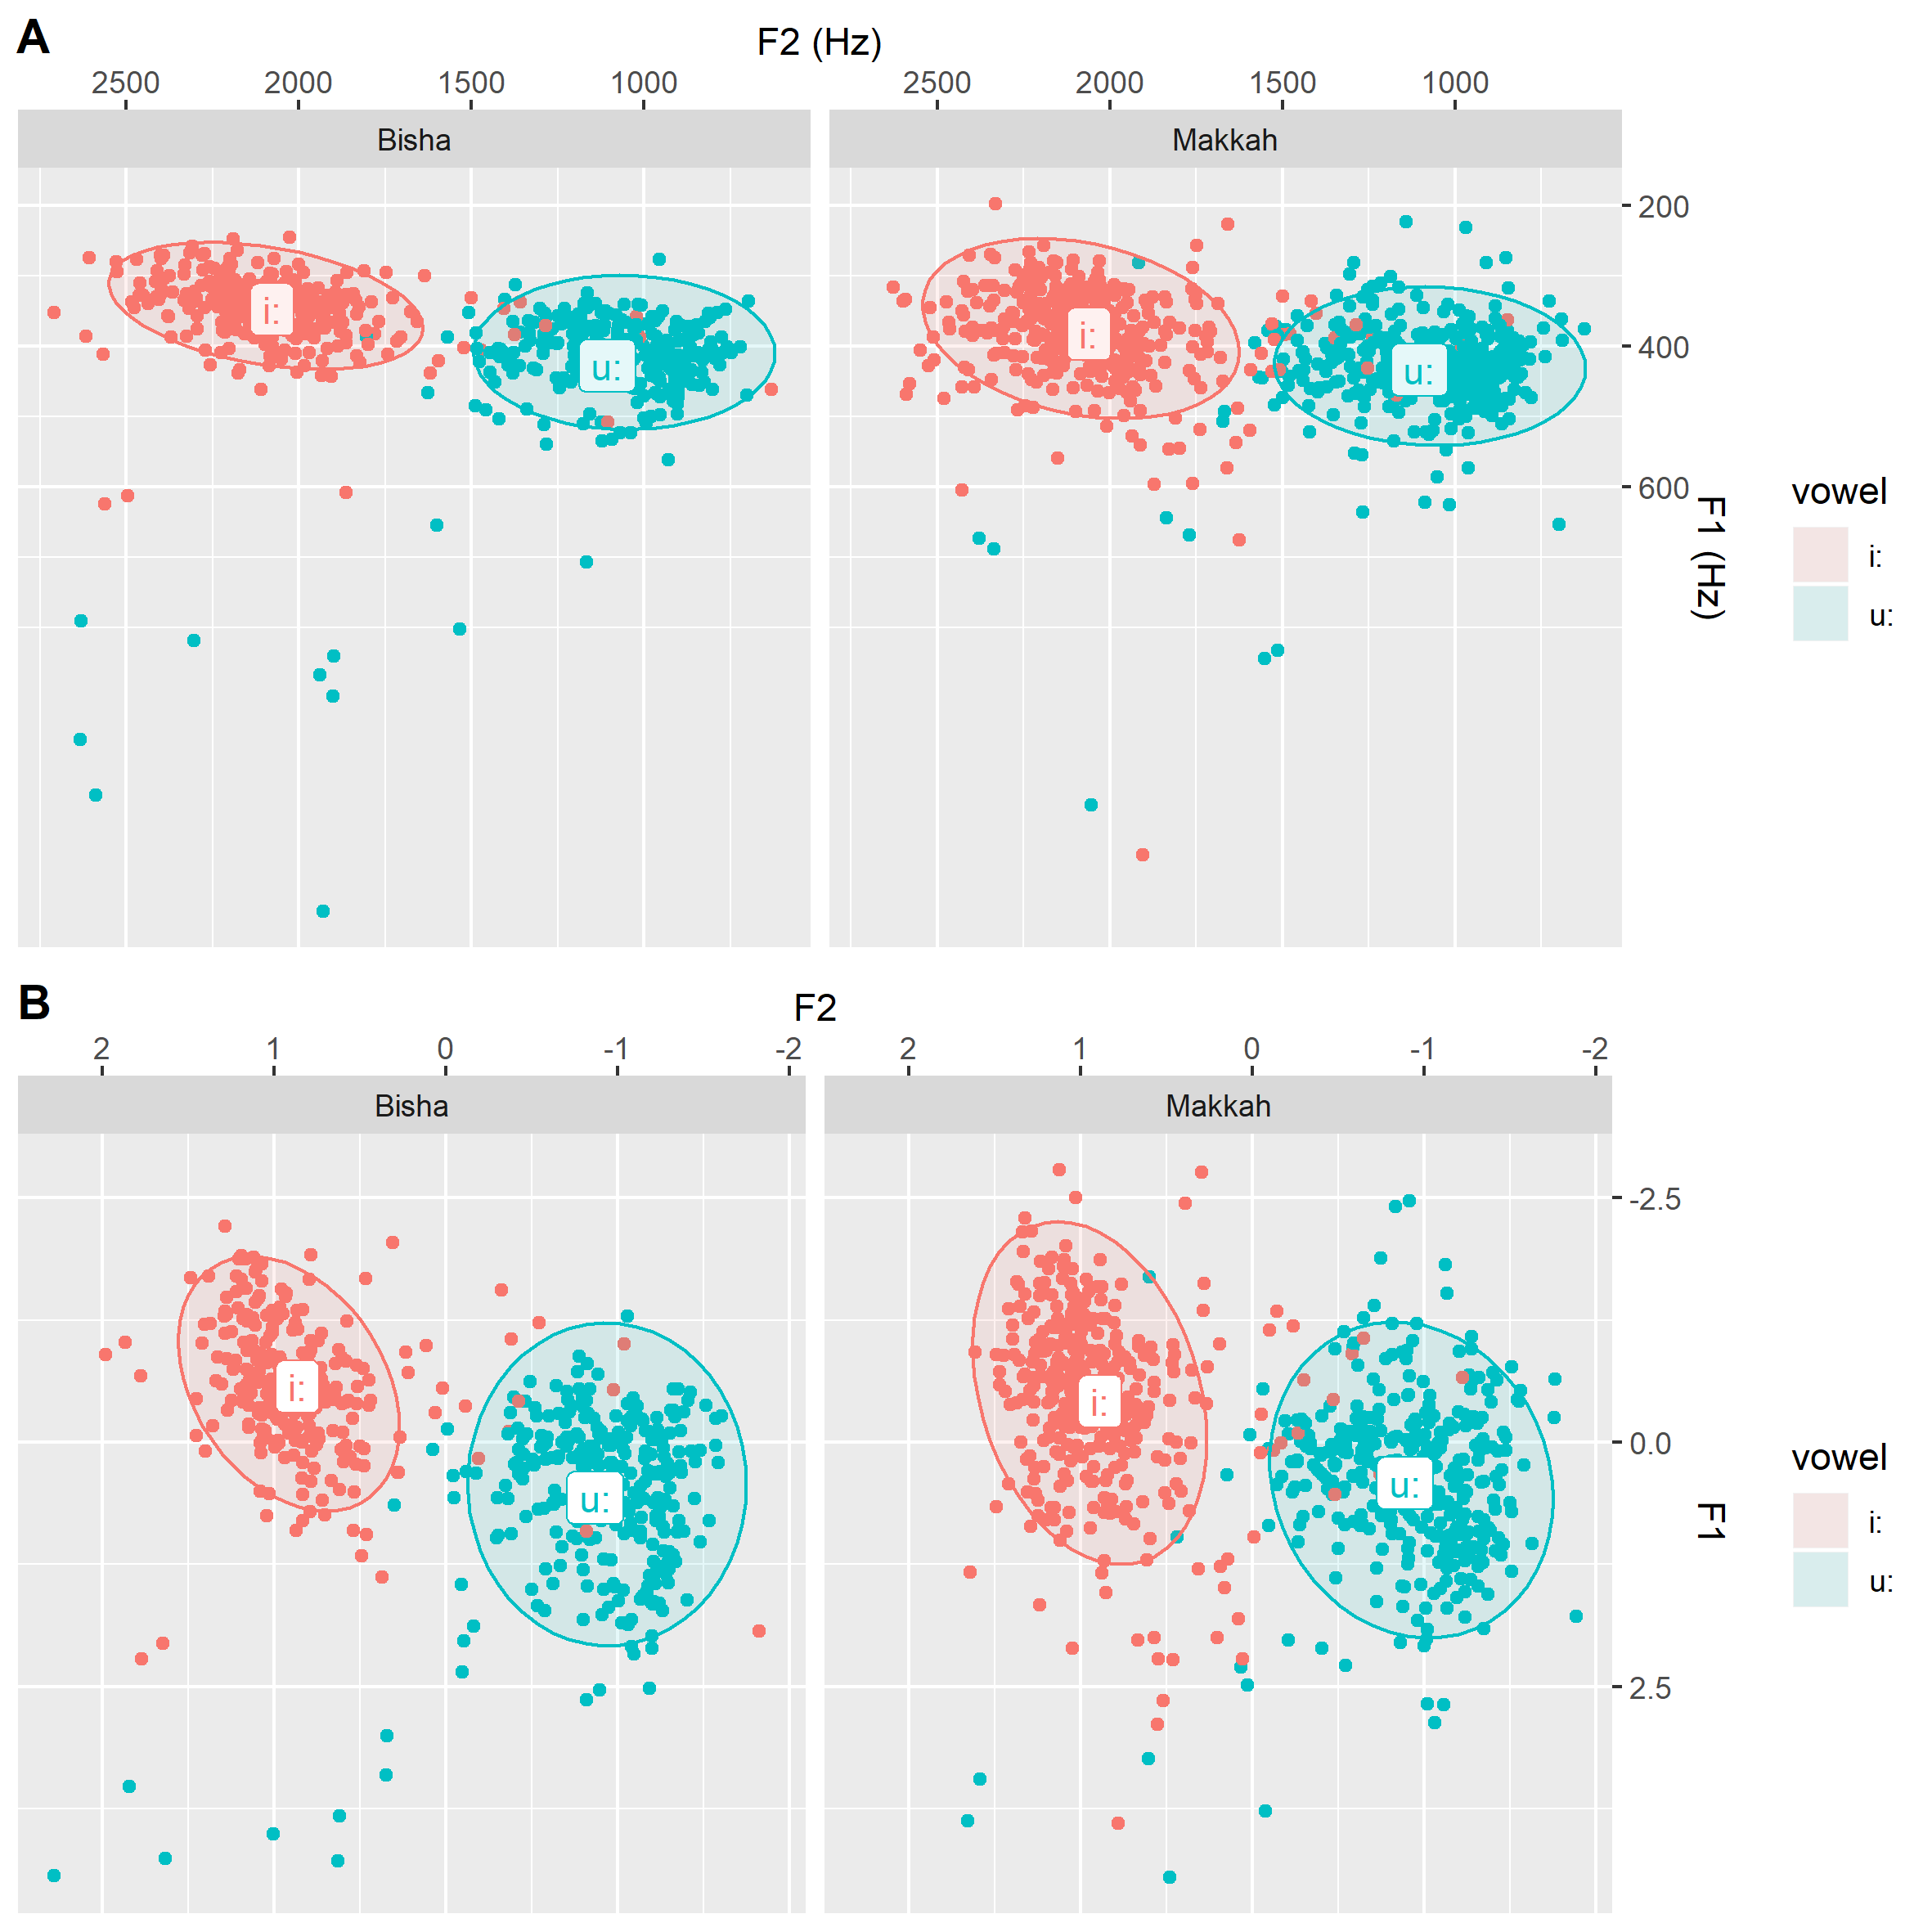 A
F2 (Hz)
2500 2000 1500 1000 2500 2000 1500 1000
Bisha Makkah
200
400
600
F1 (Hz)
i: u: i: u:
vowel
i:
u:
B
F2
2 1 0 -1 -2 2 1 0 -1 -2
Bisha Makkah
-2.5
0.0
2.5
F1
i: u: i: u:
vowel
i:
u: